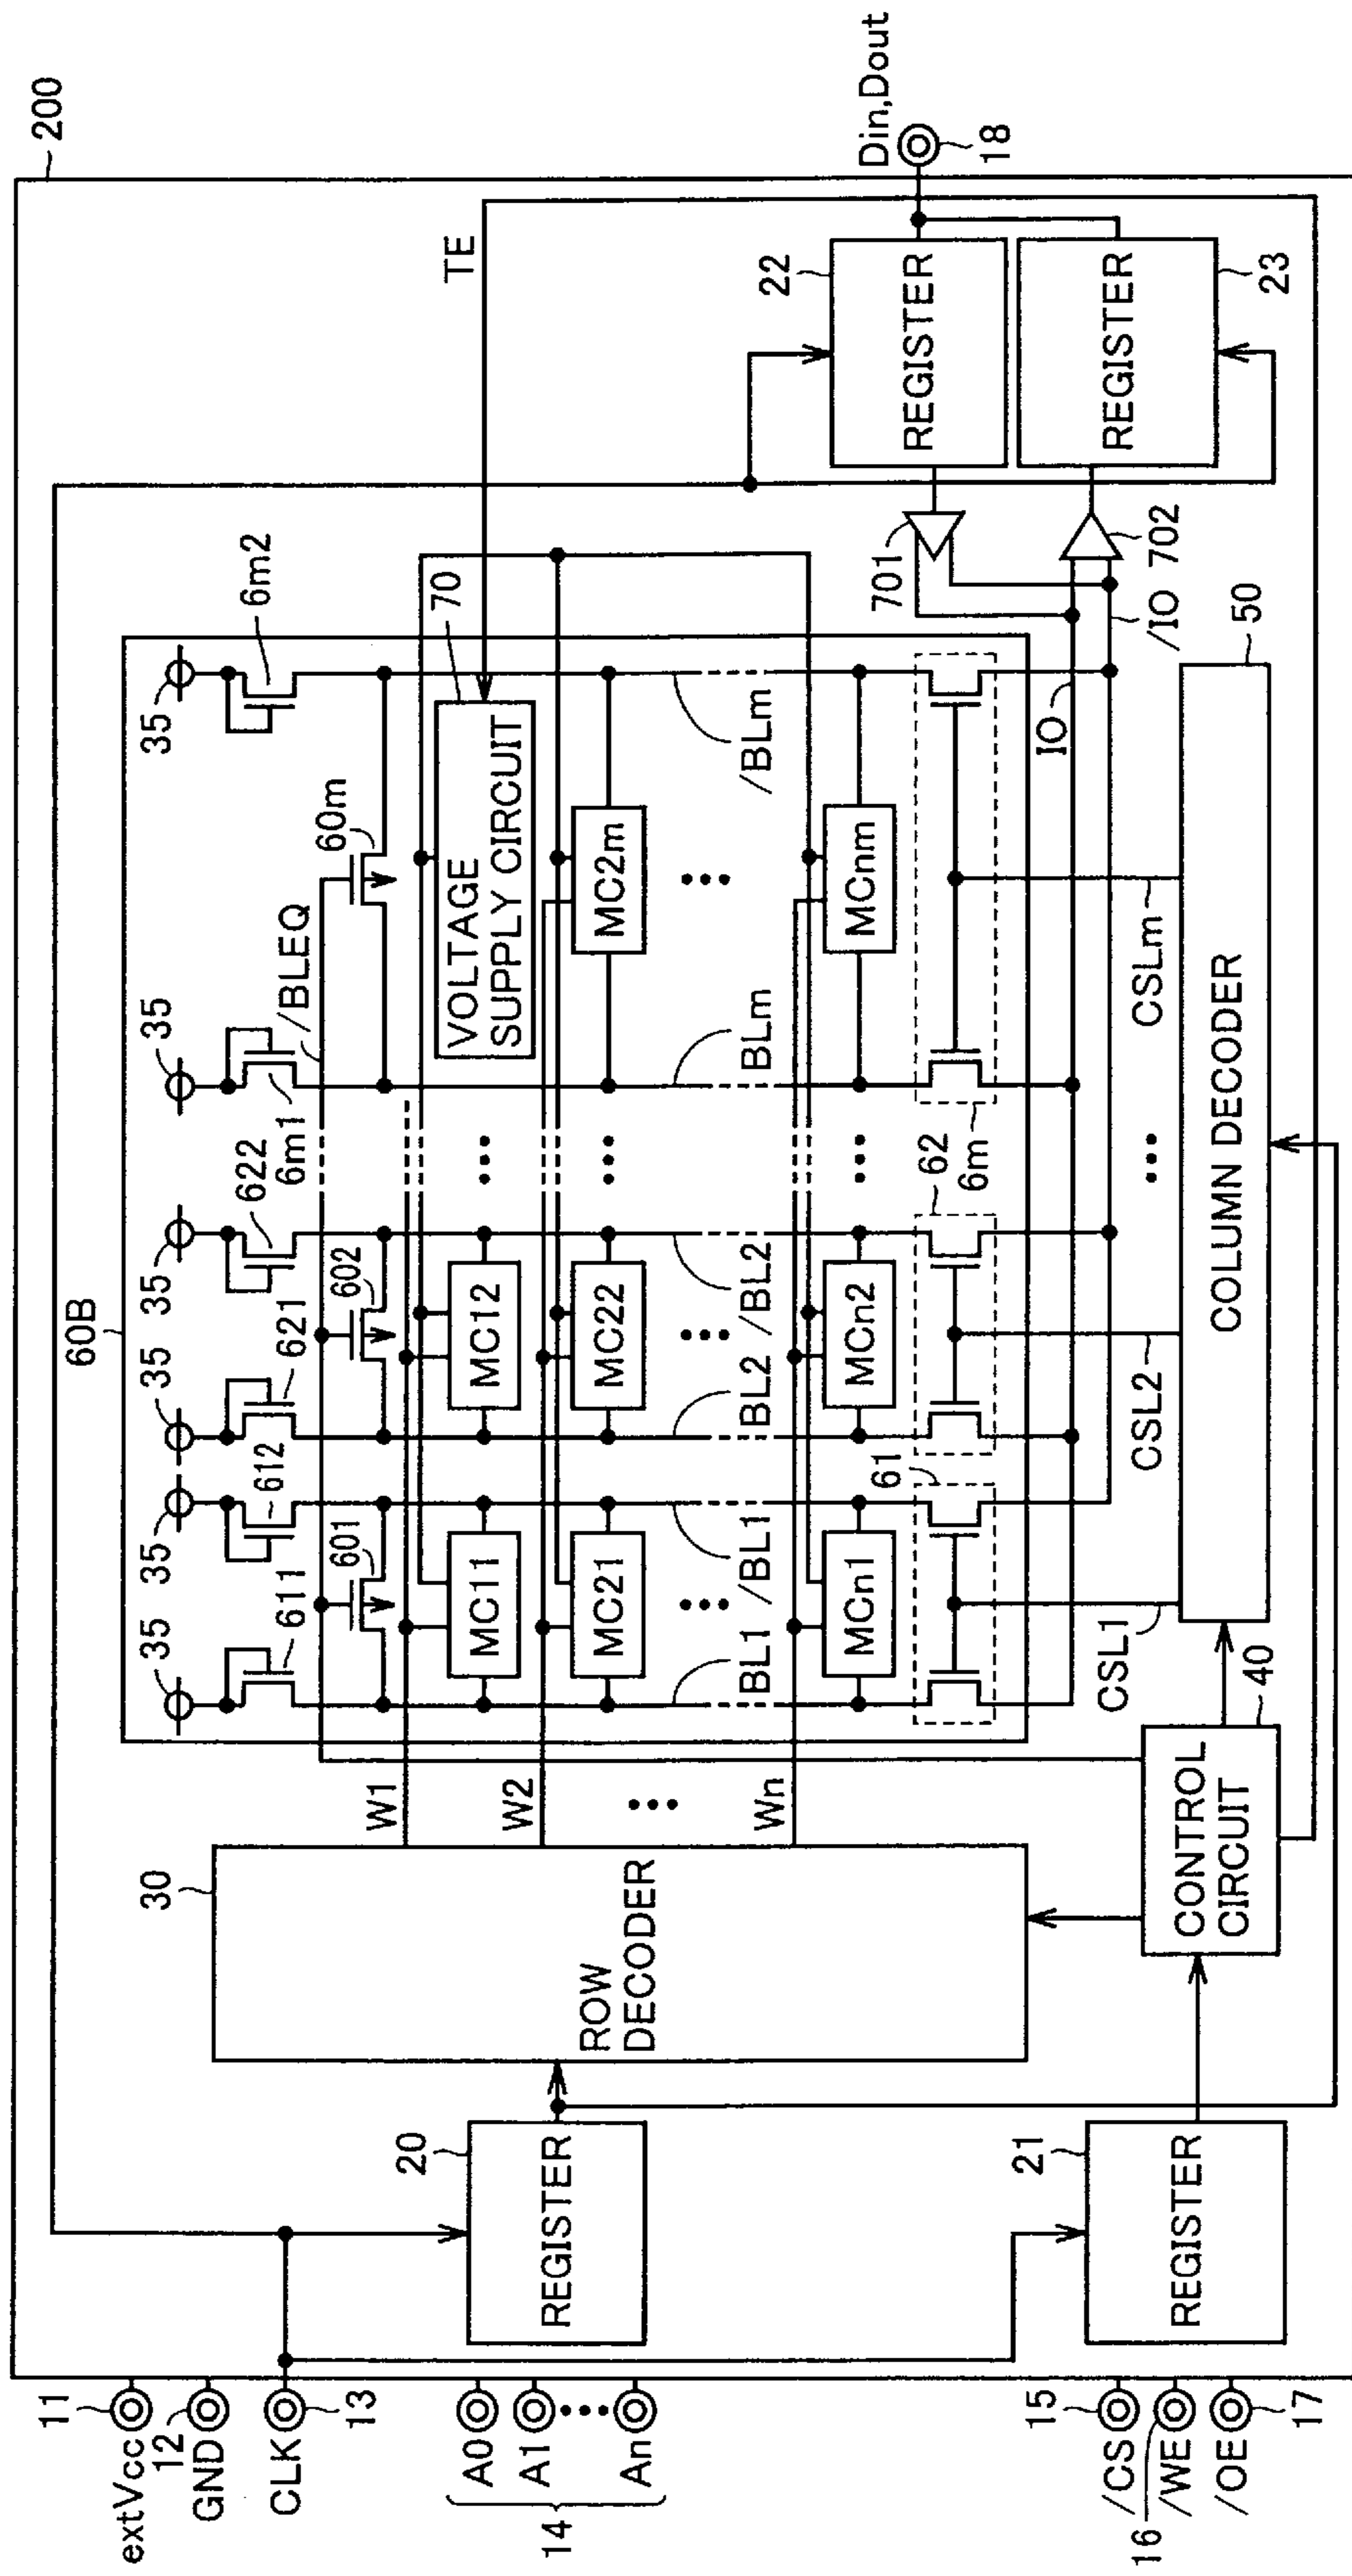 200
60B
extVcc
11
GND
12
CLK
13
A0
A1
An
14
/CS
15
/WE
16
/OE
17
REGISTER
20
REGISTER
21
ROW
DECODER
30
CONTROL
CIRCUIT
40
W1
W2
Wn
35
35
35
35
35
35
611
612
621
622
6m1
6m2
601
602
60m
/BLEQ
MC11
MC12
VOLTAGE
SUPPLY CIRCUIT
70
TE
MC21
MC22
MC2m
BL1
/BL1
BL2
/BL2
BLm
/BLm
MCn1
MCn2
MCnm
61
62
6m
IO
/IO
CSL1
CSL2
CSLm
COLUMN DECODER
50
701
702
REGISTER
22
REGISTER
23
Din,Dout
18